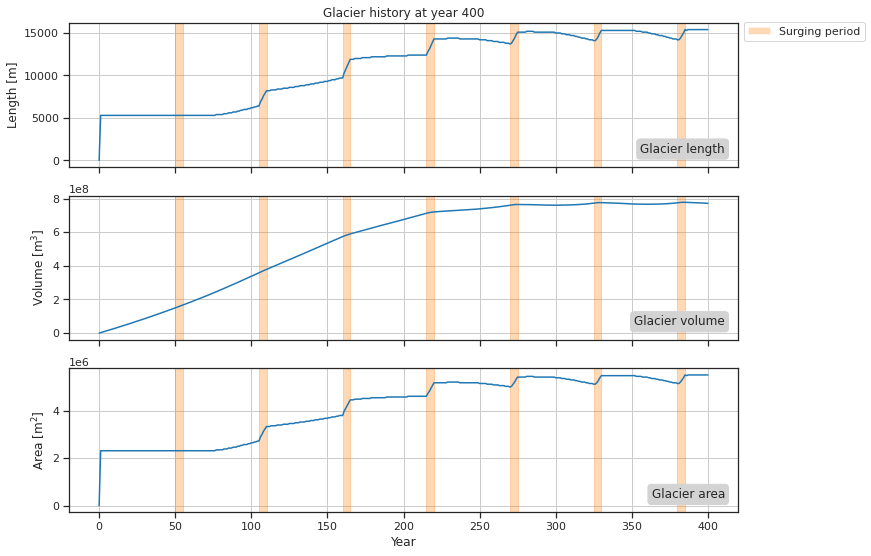 Glacier history at year 400
Surging period
Length [m]
15000
10000
5000
0
Glacier length
1e8
Volume [m³]
8
6
4
2
0
Glacier volume
1e6
Area [m²]
4
2
0
Glacier area
0 50 100 150 200 250 300 350 400
Year